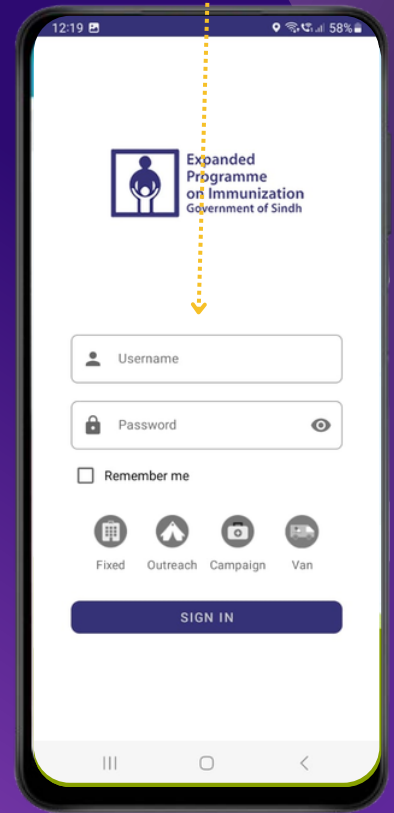 12:19 58%
Expanded
Programme
on Immunization
Government of Sindh
Username
Password
Remember me
Fixed Outreach Campaign Van
SIGN IN